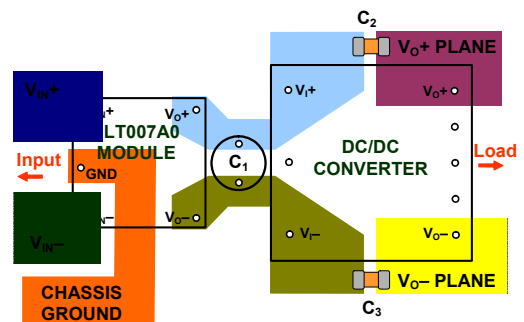 C2
VO+ PLANE
VIN+
IN+
VO+
VI+
VO+
LT007A0
MODULE
C1
DC/DC
CONVERTER
Input
GND
Load
VIN–
IN–
VO–
VI–
VO–
CHASSIS
GROUND
C3
VO– PLANE